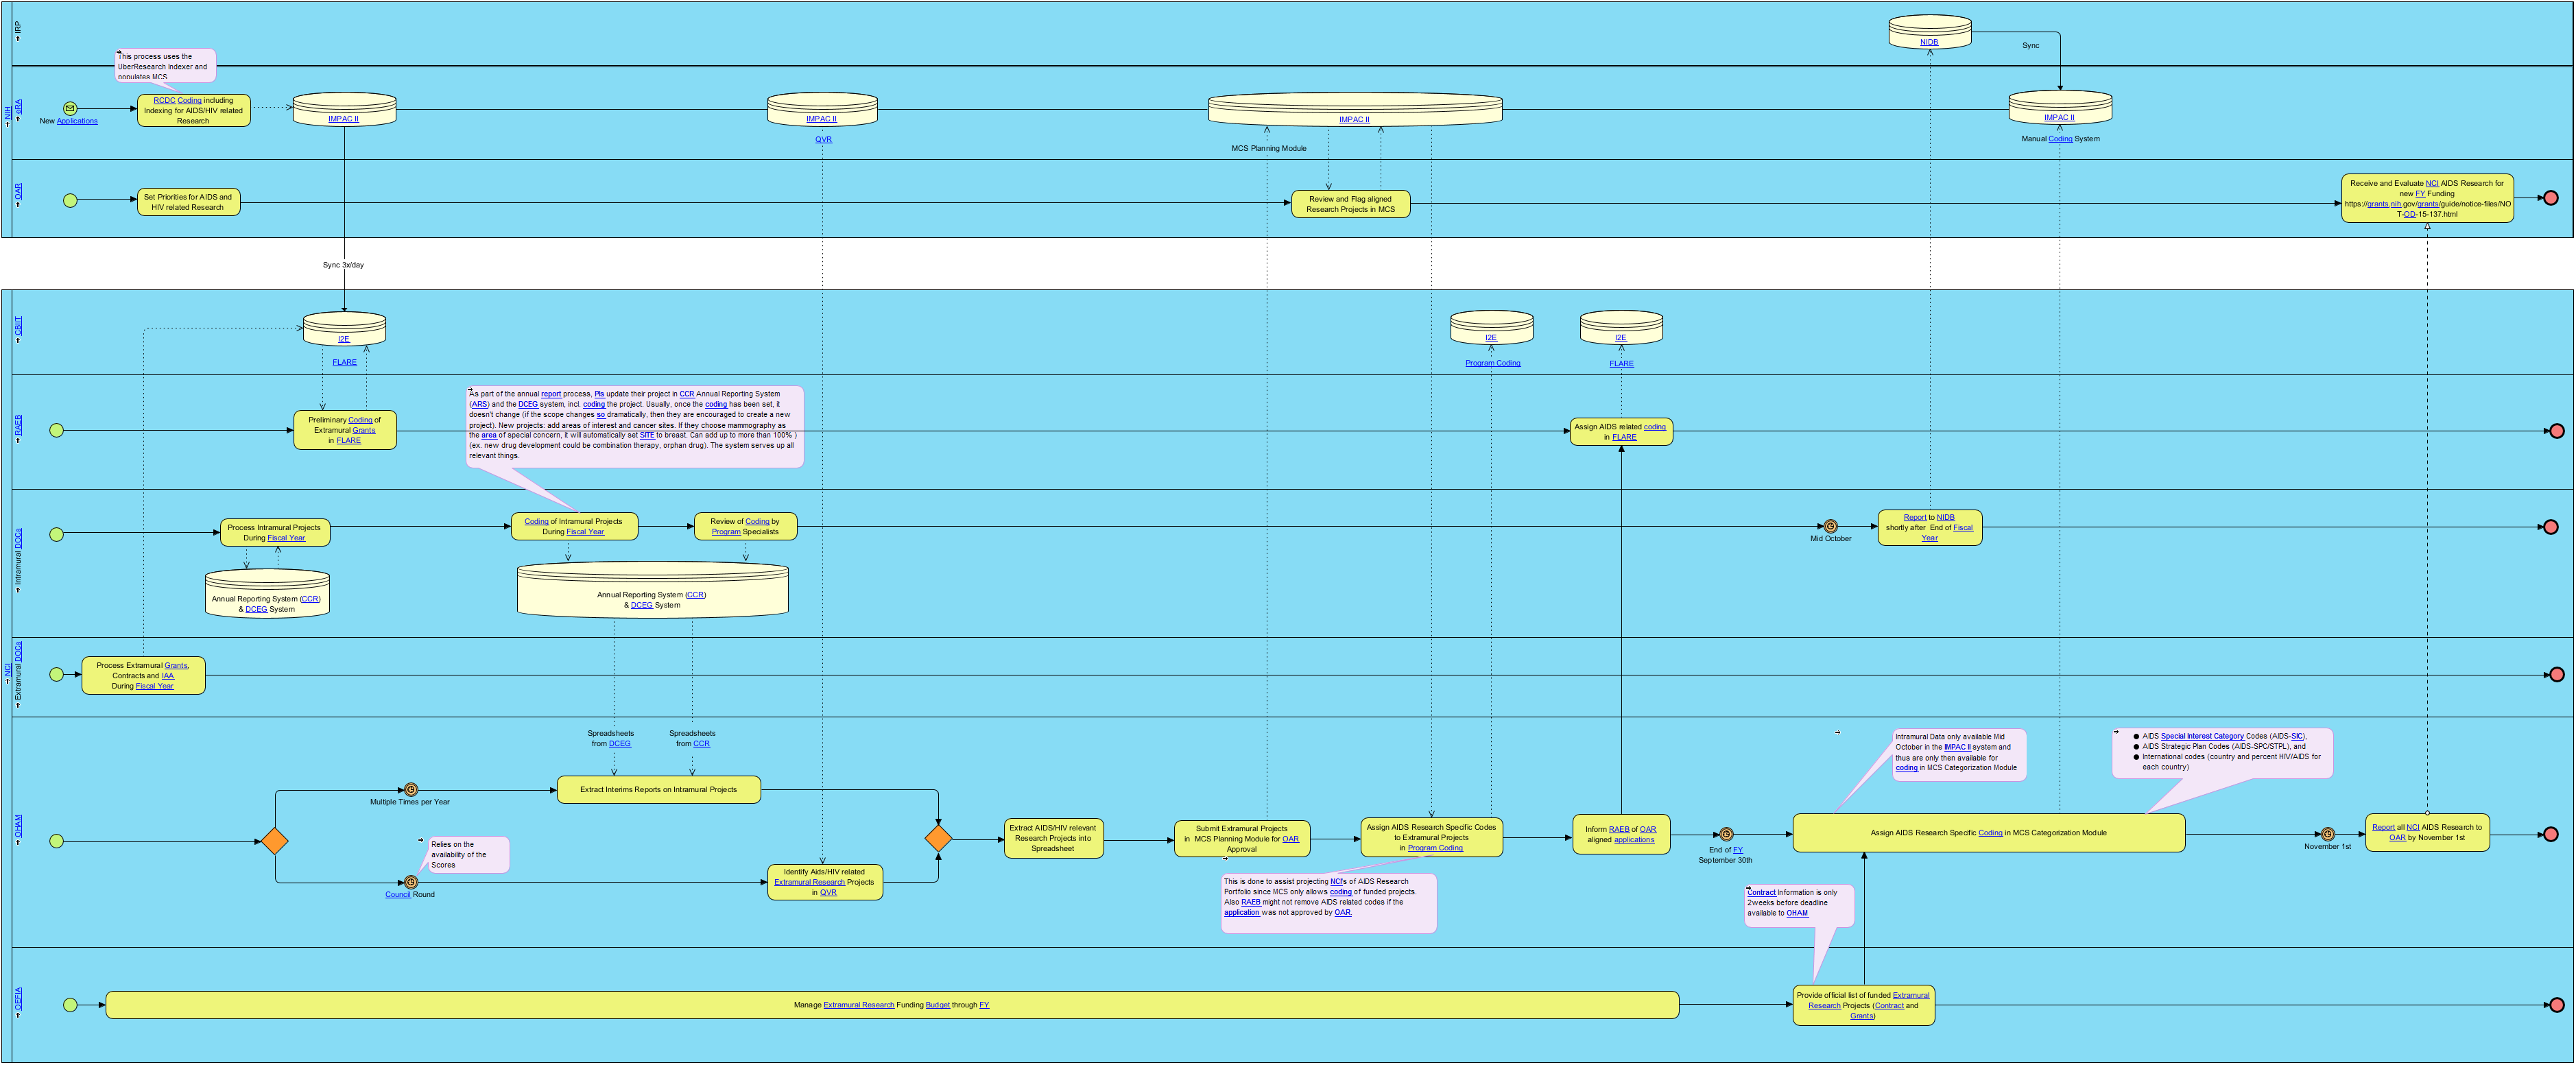 NIH
IRP
NIDB
Sync
This process uses the
UberResearch Indexer and
populates MCS
eRA
New Applications
RCDC Coding including
Indexing for AIDS/HIV related
Research
IMPAC II
IMPAC II
QVR
IMPAC II
MCS Planning Module
IMPAC II
Manual Coding System
OAR
Set Priorities for AIDS and
HIV related Research
Review and Flag aligned
Research Projects in MCS
Receive and Evaluate NCI AIDS Research for
new FY Funding
https://grants.nih.gov/grants/guide/notice-files/NO
T-OD-15-137.html
Sync 3x/day
NCI
CBIIT
I2E
FLARE
I2E
Program Coding
I2E
FLARE
RAEB
Preliminary Coding of
Extramural Grants
in FLARE
As part of the annual report process, PIs update their project in CCR Annual Reporting System
(ARS) and the DCEG system, incl. coding the project. Usually, once the coding has been set, it
doesn't change (if the scope changes so dramatically, then they are encouraged to create a new
project). New projects: add areas of interest and cancer sites. If they choose mammography as
the area of special concern, it will automatically set SITE to breast. Can add up to more than 100% )
(ex. new drug development could be combination therapy, orphan drug). The system serves up all
relevant things.
Assign AIDS related coding
in FLARE
Intramural DOCs
Process Intramural Projects
During Fiscal Year
Coding of Intramural Projects
During Fiscal Year
Review of Coding by
Program Specialists
Mid October
Report to NIDB
shortly after End of Fiscal
Year
Annual Reporting System (CCR)
& DCEG System
Annual Reporting System (CCR)
& DCEG System
Extramural DOCs
Process Extramural Grants,
Contracts and IAA
During Fiscal Year
OHAM
Spreadsheets
from DCEG
Spreadsheets
from CCR
Multiple Times per Year
Extract Interims Reports on Intramural Projects
Relies on the
availability of the
Scores
Council Round
Identify Aids/HIV related
Extramural Research Projects
in QVR
Extract AIDS/HIV relevant
Research Projects into
Spreadsheet
Submit Extramural Projects
in MCS Planning Module for OAR
Approval
Assign AIDS Research Specific Codes
to Extramural Projects
in Program Coding
This is done to assist projecting NCI's of AIDS Research
Portfolio since MCS only allows coding of funded projects.
Also RAEB might not remove AIDS related codes if the
application was not approved by OAR.
Inform RAEB of OAR
aligned applications
End of FY
September 30th
Intramural Data only available Mid
October in the IMPAC II system and
thus are only then available for
coding in MCS Categorization Module
● AIDS Special Interest Category Codes (AIDS-SIC),
● AIDS Strategic Plan Codes (AIDS-SPC/STPL), and
● International codes (country and percent HIV/AIDS for
each country)
Assign AIDS Research Specific Coding in MCS Categorization Module
November 1st
Report all NCI AIDS Research to
OAR by November 1st
Contract Information is only
2weeks before deadline
available to OHAM
OEFIA
Manage Extramural Research Funding Budget through FY
Provide official list of funded Extramural
Research Projects (Contract and
Grants)